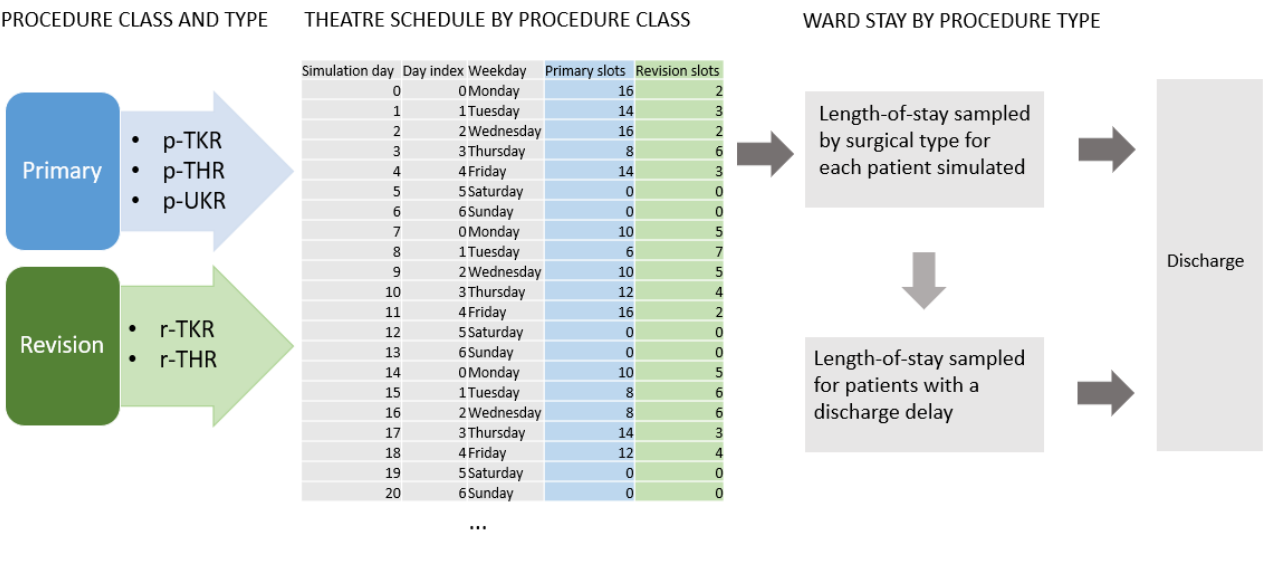 PROCEDURE CLASS AND TYPE
THEATRE SCHEDULE BY PROCEDURE CLASS
WARD STAY BY PROCEDURE TYPE
Primary
• p-TKR
• p-THR
• p-UKR
Revision
• r-TKR
• r-THR
Simulation day Day index Weekday Primary slots Revision slots
0 0 Monday 16 2
1 1 Tuesday 14 3
2 2 Wednesday 16 2
3 3 Thursday 8 6
4 4 Friday 14 3
5 5 Saturday 0 0
6 6 Sunday 0 0
7 0 Monday 10 5
8 1 Tuesday 6 7
9 2 Wednesday 10 5
10 3 Thursday 12 4
11 4 Friday 16 2
12 5 Saturday 0 0
13 6 Sunday 0 0
14 0 Monday 10 5
15 1 Tuesday 8 6
16 2 Wednesday 8 6
17 3 Thursday 14 3
18 4 Friday 12 4
19 5 Saturday 0 0
20 6 Sunday 0 0
...
Length-of-stay sampled
by surgical type for
each patient simulated
Length-of-stay sampled
for patients with a
discharge delay
Discharge